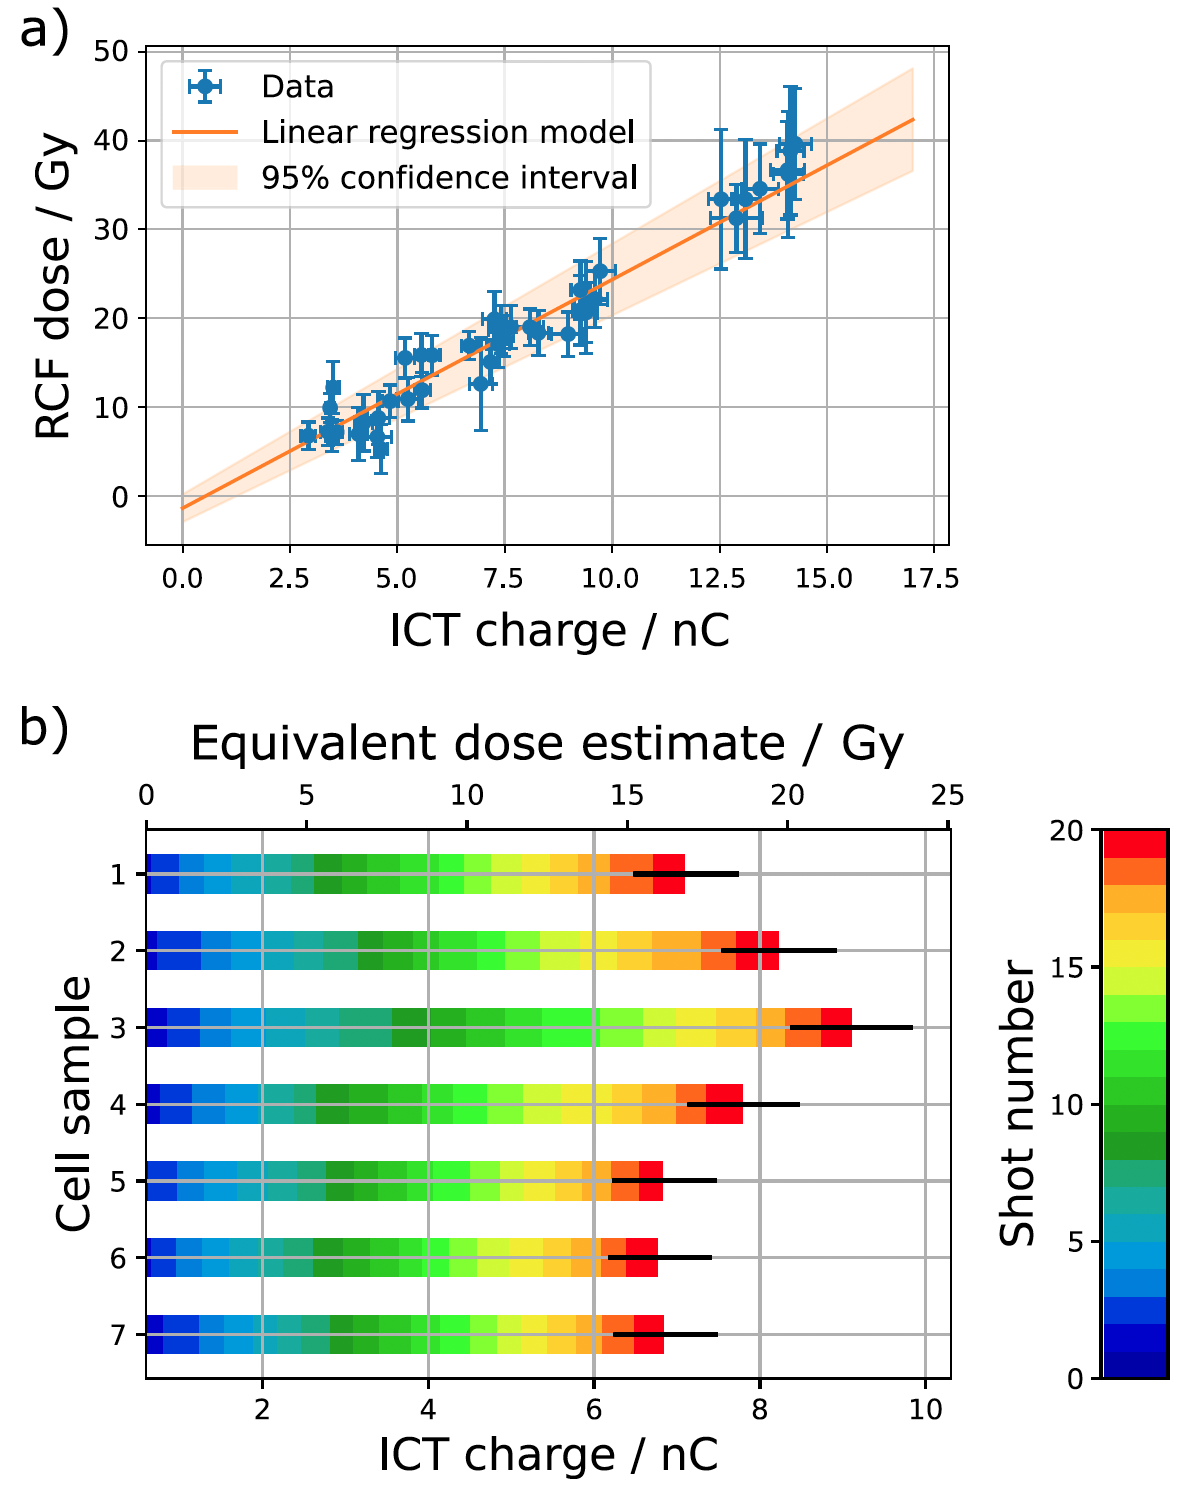 a)
50
40
30
20
10
0
RCF dose / Gy
Data
Linear regression model
95% confidence interval
0.0 2.5 5.0 7.5 10.0 12.5 15.0 17.5
ICT charge / nC
b)
Equivalent dose estimate / Gy
0 5 10 15 20 25
1
2
3
4
5
6
7
Cell sample
2 4 6 8 10
ICT charge / nC
20
15
10
5
0
Shot number